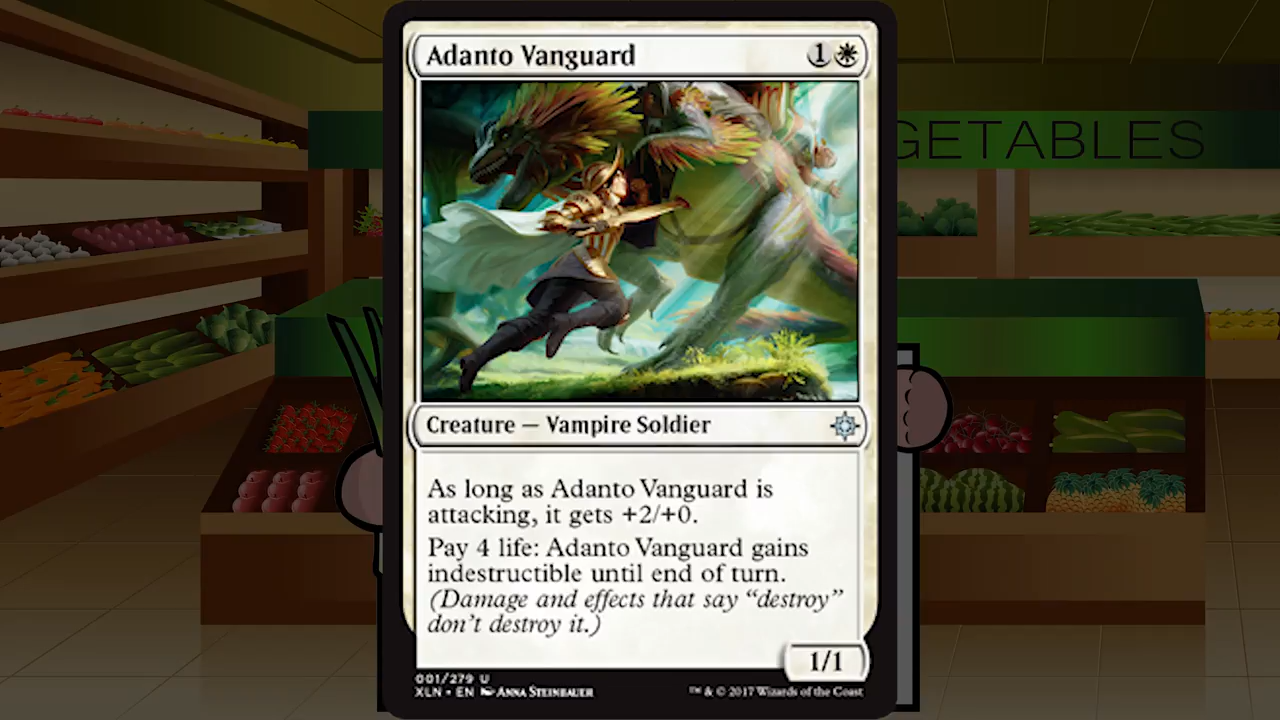 Adanto Vanguard 1
GETABLES
Creature — Vampire Soldier
As long as Adanto Vanguard is
attacking, it gets +2/+0.
Pay 4 life: Adanto Vanguard gains
indestructible until end of turn.
(Damage and effects that say “destroy”
don’t destroy it.)
1/1
001/279 U
XLN • EN Anna Steinbauer
™ & © 2017 Wizards of the Coast